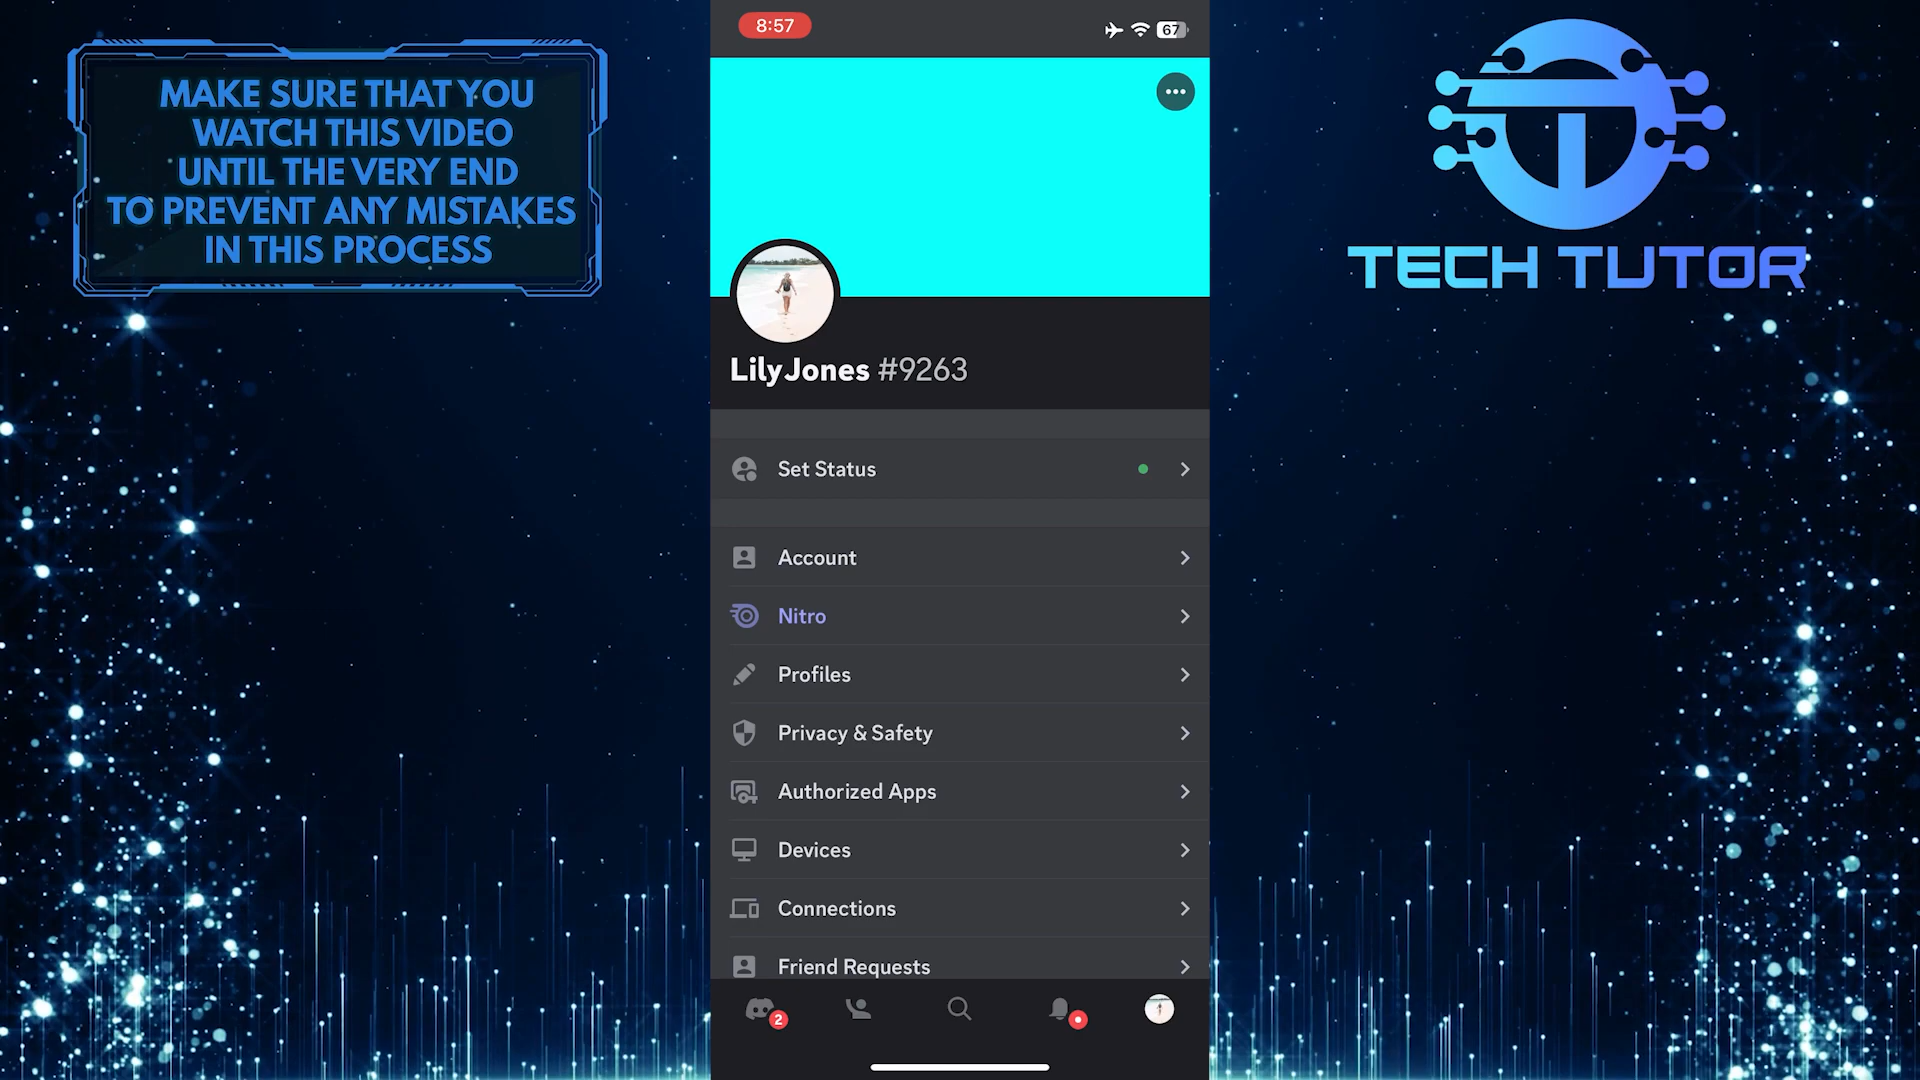 MAKE SURE THAT YOU
WATCH THIS VIDEO
UNTIL THE VERY END
TO PREVENT ANY MISTAKES
IN THIS PROCESS
8:57
67
LilyJones #9263
Set Status
Account
Nitro
Profiles
Privacy & Safety
Authorized Apps
Devices
Connections
Friend Requests
2
TECH TUTOR